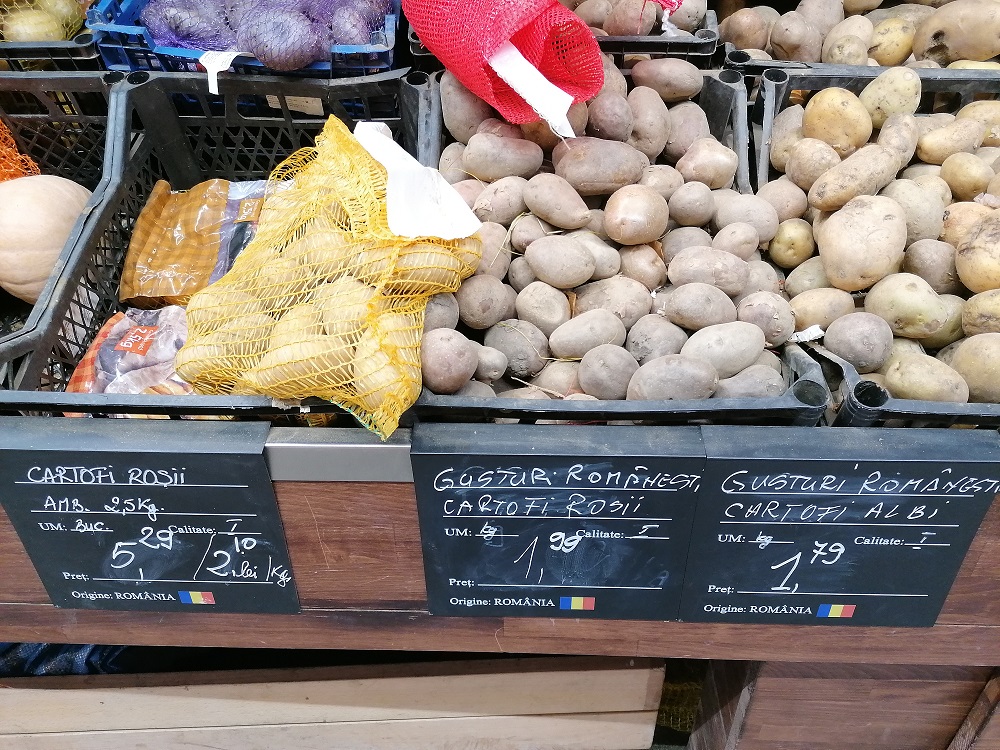 2,5kg
CARTOFI ROȘII
AMB. 2,5Kg.
UM: Buc. Calitate: I
5,29 / 2,10 lei/Kg
Preț:
Origine: ROMÂNIA
GUSTURI ROMÂNEȘTI,
CARTOFI ROȘII
UM: kg Calitate: I
1,99
Preț:
Origine: ROMÂNIA
GUSTURI ROMÂNEȘTI
CARTOFI ALBI
UM: kg Calitate: I
1,79
Preț:
Origine: ROMÂNIA